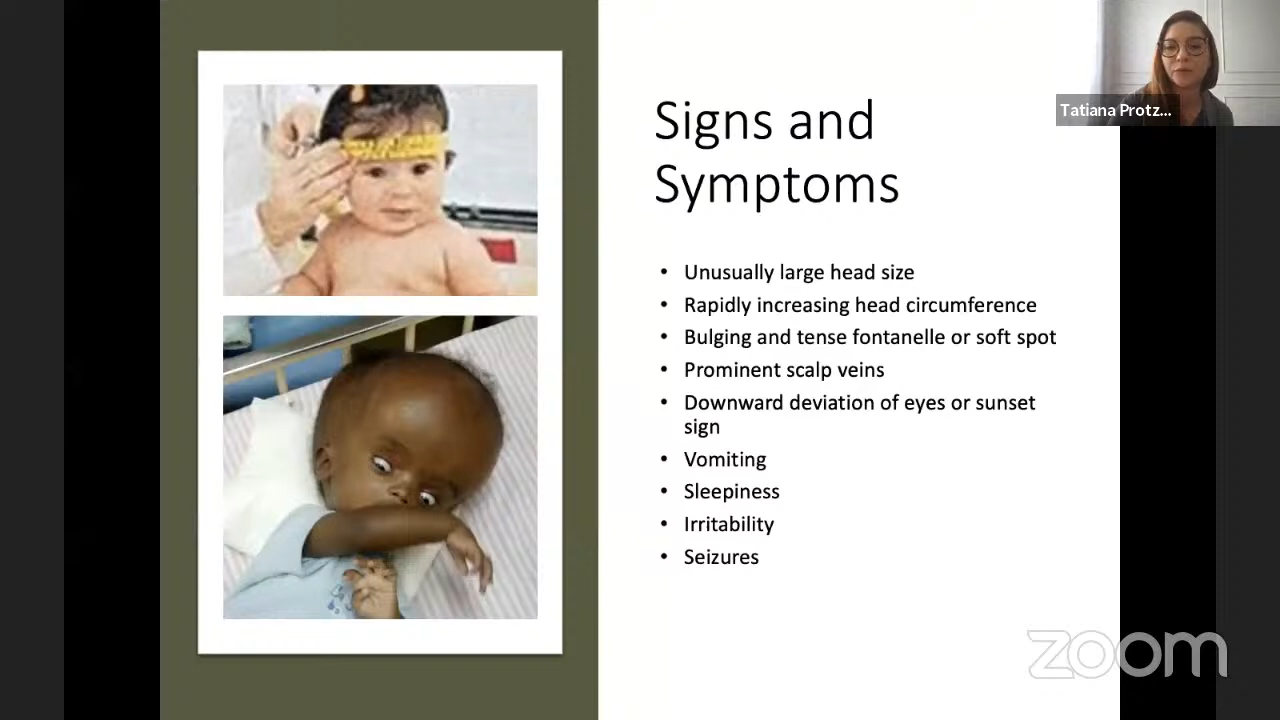 Signs and
Symptoms
Tatiana Protz...
• Unusually large head size
• Rapidly increasing head circumference
• Bulging and tense fontanelle or soft spot
• Prominent scalp veins
• Downward deviation of eyes or sunset
sign
• Vomiting
• Sleepiness
• Irritability
• Seizures
zoom